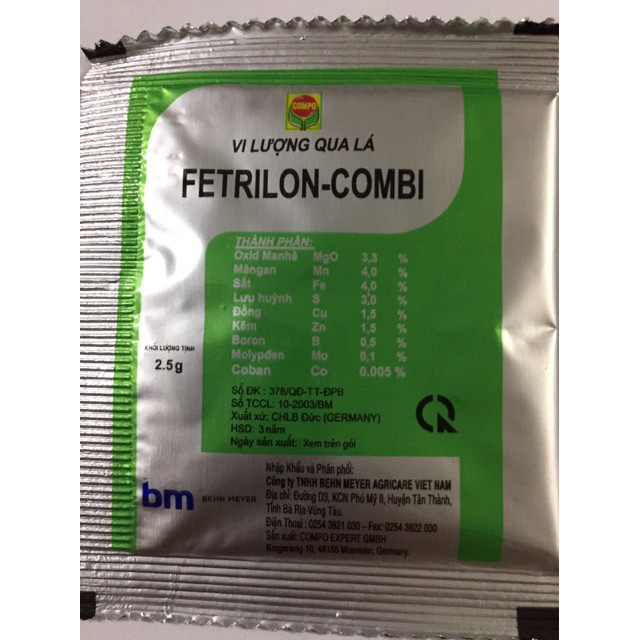 COMPO
VI LƯỢNG QUA LÁ
FETRILON-COMBI
THÀNH PHẦN:
Oxid Manhê MgO 3,3 %
Mângan Mn 4,0 %
Sắt Fe 4,0 %
Lưu huỳnh S 3,0 %
Đồng Cu 1,5 %
Kẽm Zn 1,5 %
Boron B 0,5 %
Molypden Mo 0,1 %
Coban Co 0.005 %
KHỐI LƯỢNG TỊNH
2.5g
Số ĐK : 378/QĐ-TT-ĐPB
Số TCCL: 10-2003/BM
Xuất xứ: CHLB Đức (GERMANY)
HSD: 3 năm
Ngày sản xuất: Xem trên gói
bm BEHN MEYER
Nhập Khẩu và Phân phối:
Công ty TNHH BEHN MEYER AGRICARE VIET NAM
Địa chỉ: Đường D3, KCN Phú Mỹ II, Huyện Tân Thành,
Tỉnh Bà Rịa-Vũng Tàu.
Điện Thoại : 0254 3921 030 – Fax: 0254 3922 030
Sản xuất: COMPO EXPERT GMBH
Krogerweg 10, 48155 Muensler, Germany.